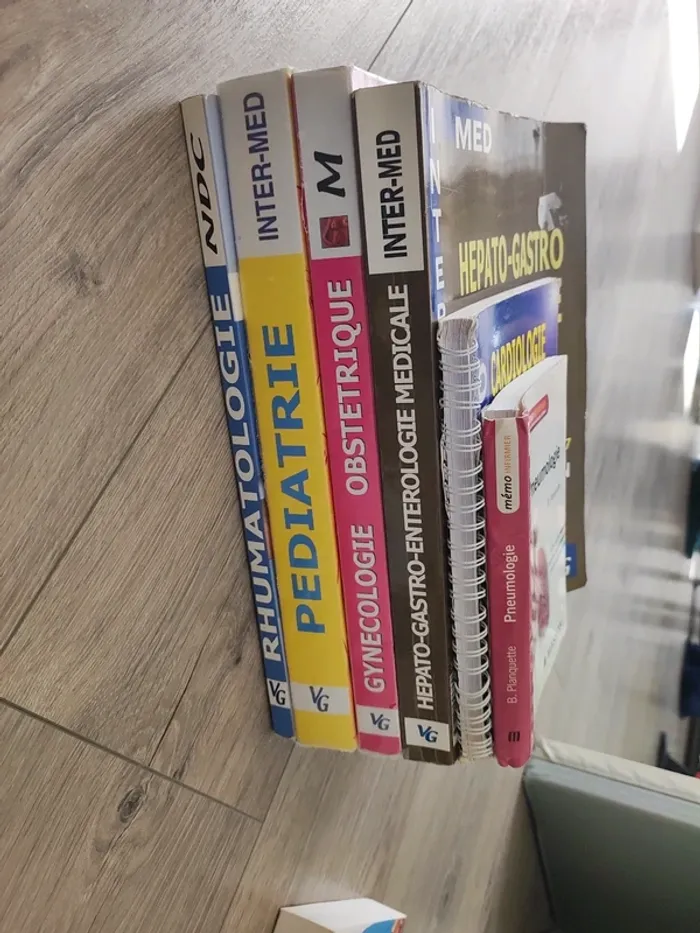 NDC RHUMATOLOGIE VG
INTER-MED PEDIATRIE VG
M GYNECOLOGIE OBSTETRIQUE VG
INTER-MED HEPATO-GASTRO-ENTEROLOGIE MEDICALE VG
MED
HEPATO-GASTRO
CARDIOLOGIE
mémo INFIRMIER
Pneumologie
B. Planquette